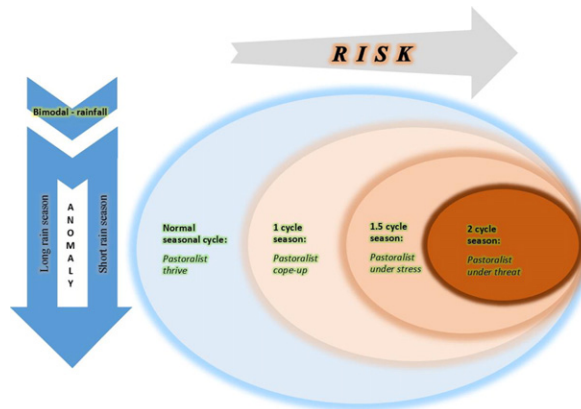 RISK
Bimodal - rainfall
Long rain season
ANOMALY
Short rain season
Normal
seasonal cycle:
Pastoralist
thrive
1 cycle
season:
Pastoralist
cope-up
1.5 cycle
season:
Pastoralist
under stress
2 cycle
season:
Pastoralist
under threat